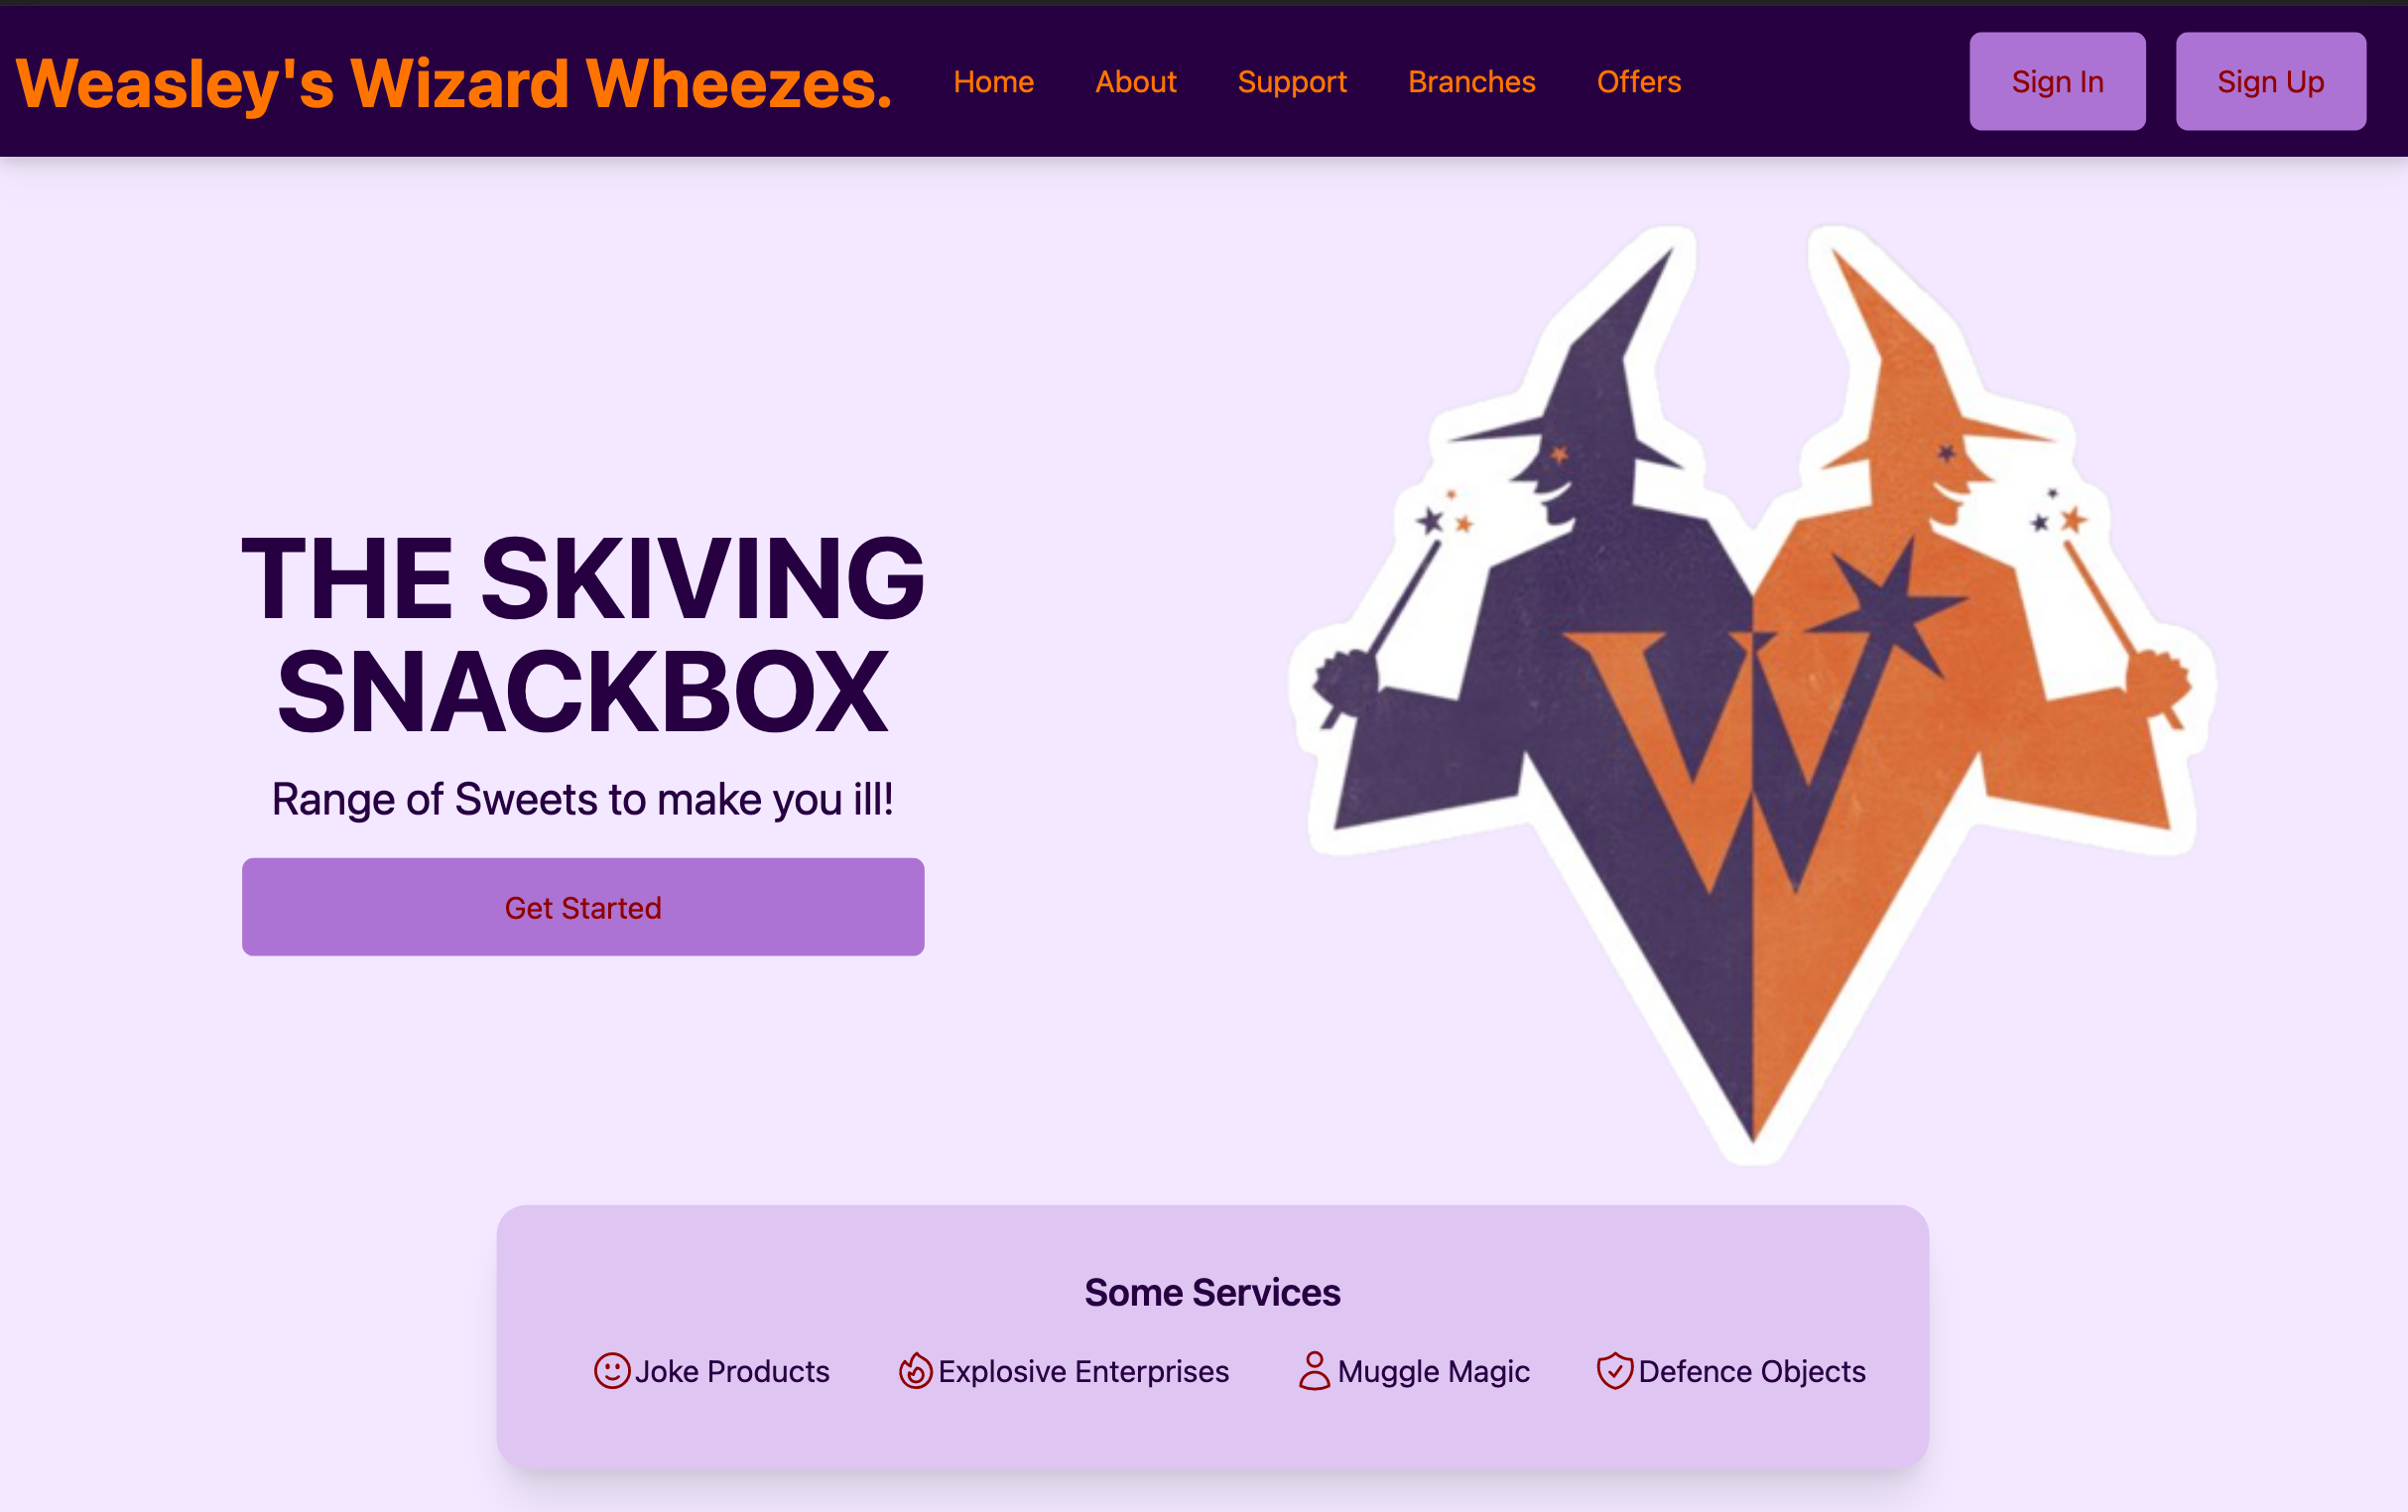 Weasley's Wizard Wheezes.
Home
About
Support
Branches
Offers
Sign In
Sign Up
THE SKIVING
SNACKBOX
Range of Sweets to make you ill!
Get Started
W
Some Services
Joke Products
Explosive Enterprises
Muggle Magic
Defence Objects